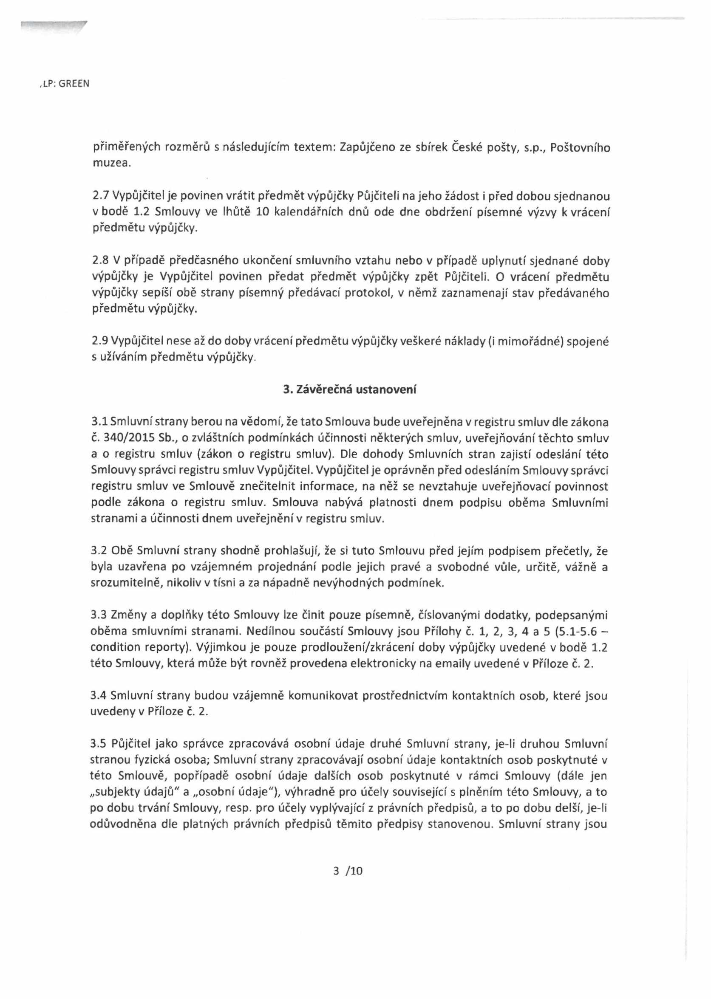 ,LP: GREEN
přiměřených rozměrů s následujícím textem: Zapůjčeno ze sbírek České pošty, s.p., Poštovního
muzea.
2.7 Vypůjčitel je povinen vrátit předmět výpůjčky Půjčiteli na jeho žádost i před dobou sjednanou
v bodě 1.2 Smlouvy ve lhůtě 10 kalendářních dnů ode dne obdržení písemné výzvy k vrácení
předmětu výpůjčky.
2.8 V případě předčasného ukončení smluvního vztahu nebo v případě uplynutí sjednané doby
výpůjčky je Vypůjčitel povinen předat předmět výpůjčky zpět Půjčiteli. O vrácení předmětu
výpůjčky sepíší obě strany písemný předávací protokol, v němž zaznamenají stav předávaného
předmětu výpůjčky.
2.9 Vypůjčitel nese až do doby vrácení předmětu výpůjčky veškeré náklady (i mimořádné) spojené
s užíváním předmětu výpůjčky.
3. Závěrečná ustanovení
3.1 Smluvní strany berou na vědomí, že tato Smlouva bude uveřejněna v registru smluv dle zákona
č. 340/2015 Sb., o zvláštních podmínkách účinnosti některých smluv, uveřejňování těchto smluv
a o registru smluv (zákon o registru smluv). Dle dohody Smluvních stran zajistí odeslání této
Smlouvy správci registru smluv Vypůjčitel. Vypůjčitel je oprávněn před odesláním Smlouvy správci
registru smluv ve Smlouvě znečitelnit informace, na něž se nevztahuje uveřejňovací povinnost
podle zákona o registru smluv. Smlouva nabývá platnosti dnem podpisu oběma Smluvními
stranami a účinnosti dnem uveřejnění v registru smluv.
3.2 Obě Smluvní strany shodně prohlašují, že si tuto Smlouvu před jejím podpisem přečetly, že
byla uzavřena po vzájemném projednání podle jejich pravé a svobodné vůle, určitě, vážně a
srozumitelně, nikoliv v tísni a za nápadně nevýhodných podmínek.
3.3 Změny a doplňky této Smlouvy lze činit pouze písemně, číslovanými dodatky, podepsanými
oběma smluvními stranami. Nedílnou součástí Smlouvy jsou Přílohy č. 1, 2, 3, 4 a 5 (5.1-5.6 –
condition reporty). Výjimkou je pouze prodloužení/zkrácení doby výpůjčky uvedené v bodě 1.2
této Smlouvy, která může být rovněž provedena elektronicky na emaily uvedené v Příloze č. 2.
3.4 Smluvní strany budou vzájemně komunikovat prostřednictvím kontaktních osob, které jsou
uvedeny v Příloze č. 2.
3.5 Půjčitel jako správce zpracovává osobní údaje druhé Smluvní strany, je-li druhou Smluvní
stranou fyzická osoba; Smluvní strany zpracovávají osobní údaje kontaktních osob poskytnuté v
této Smlouvě, popřípadě osobní údaje dalších osob poskytnuté v rámci Smlouvy (dále jen
„subjekty údajů" a „osobní údaje"), výhradně pro účely související s plněním této Smlouvy, a to
po dobu trvání Smlouvy, resp. pro účely vyplývající z právních předpisů, a to po dobu delší, je-li
odůvodněna dle platných právních předpisů těmito předpisy stanovenou. Smluvní strany jsou
3 /10